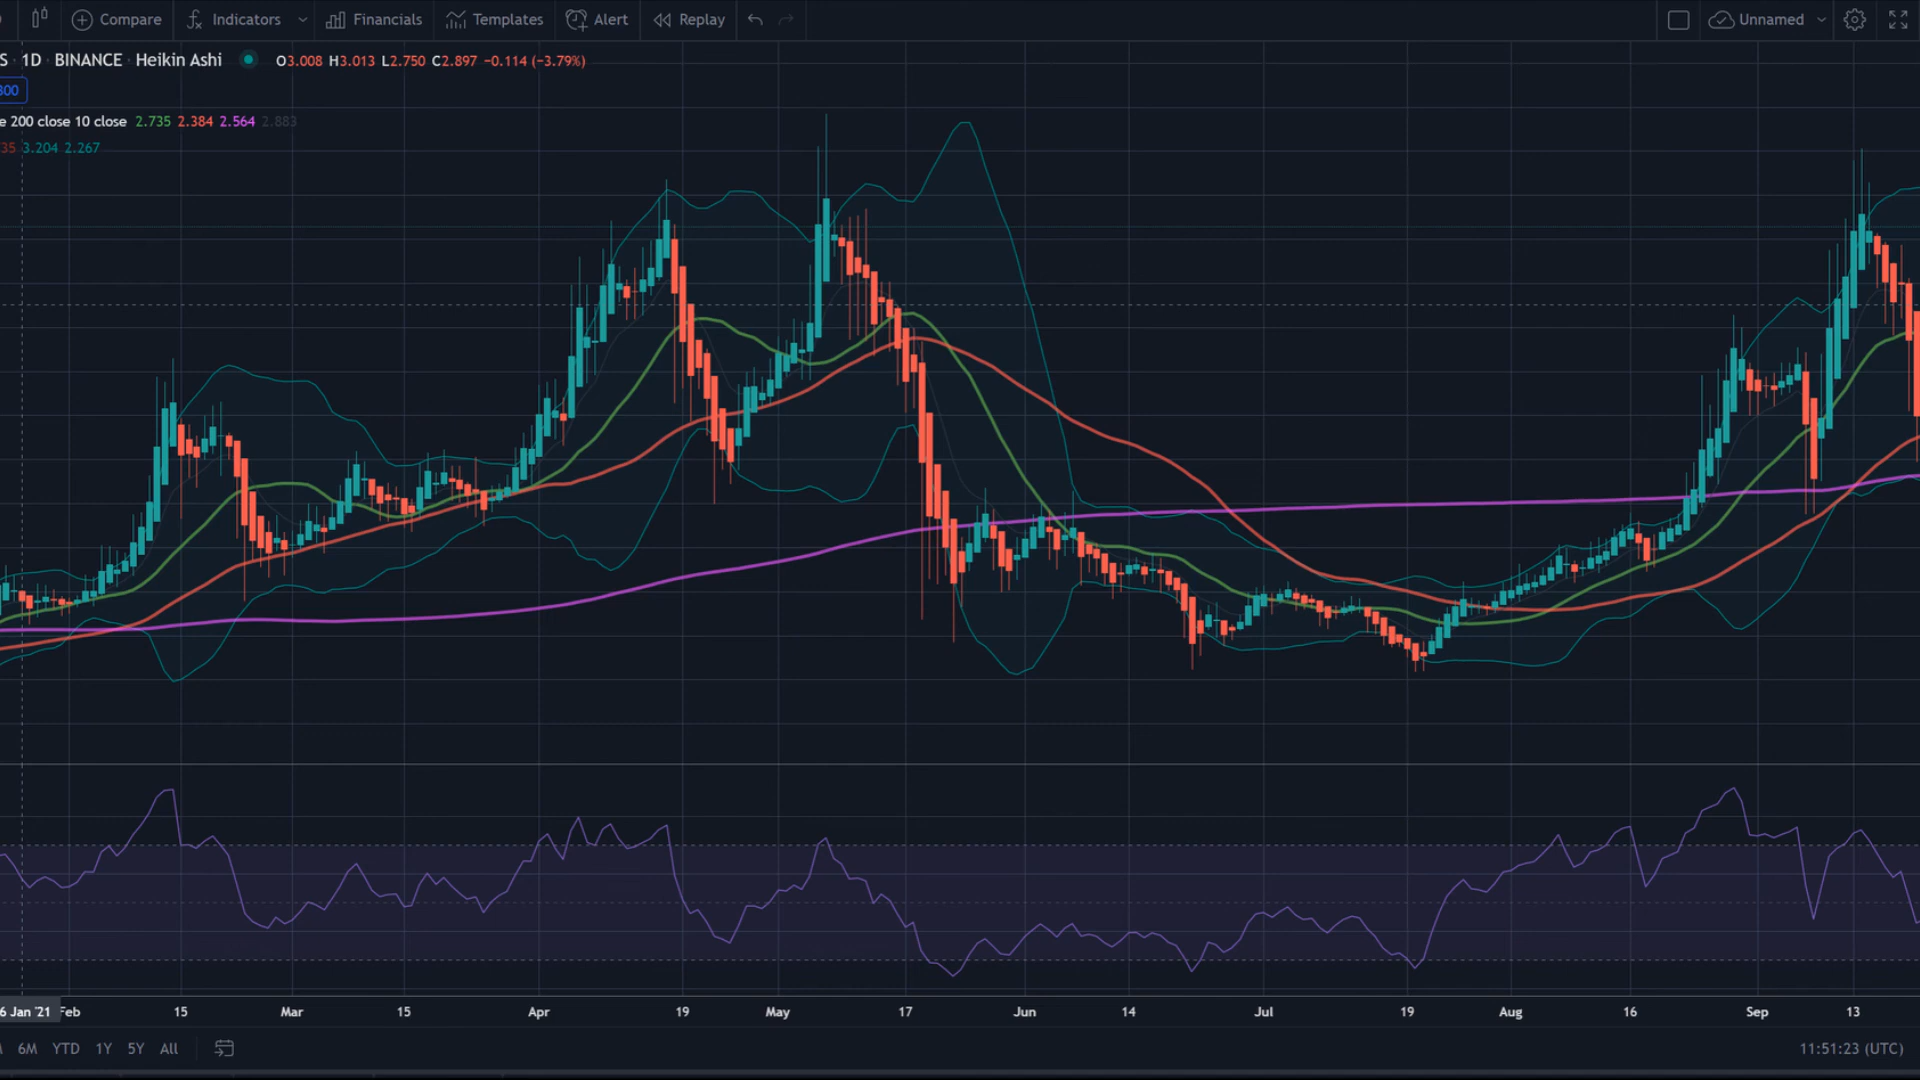 Compare Indicators Financials Templates Alert Replay Unnamed
S 1D BINANCE Heikin Ashi O3.008 H3.013 L2.750 C2.897 −0.114 (−3.79%)
800
e 200 close 10 close 2.735 2.384 2.564 2.883
35 3.204 2.267
6 Jan '21 Feb 15 Mar 15 Apr 19 May 17 Jun 14 Jul 19 Aug 16 Sep 13
6M YTD 1Y 5Y All 11:51:23 (UTC)